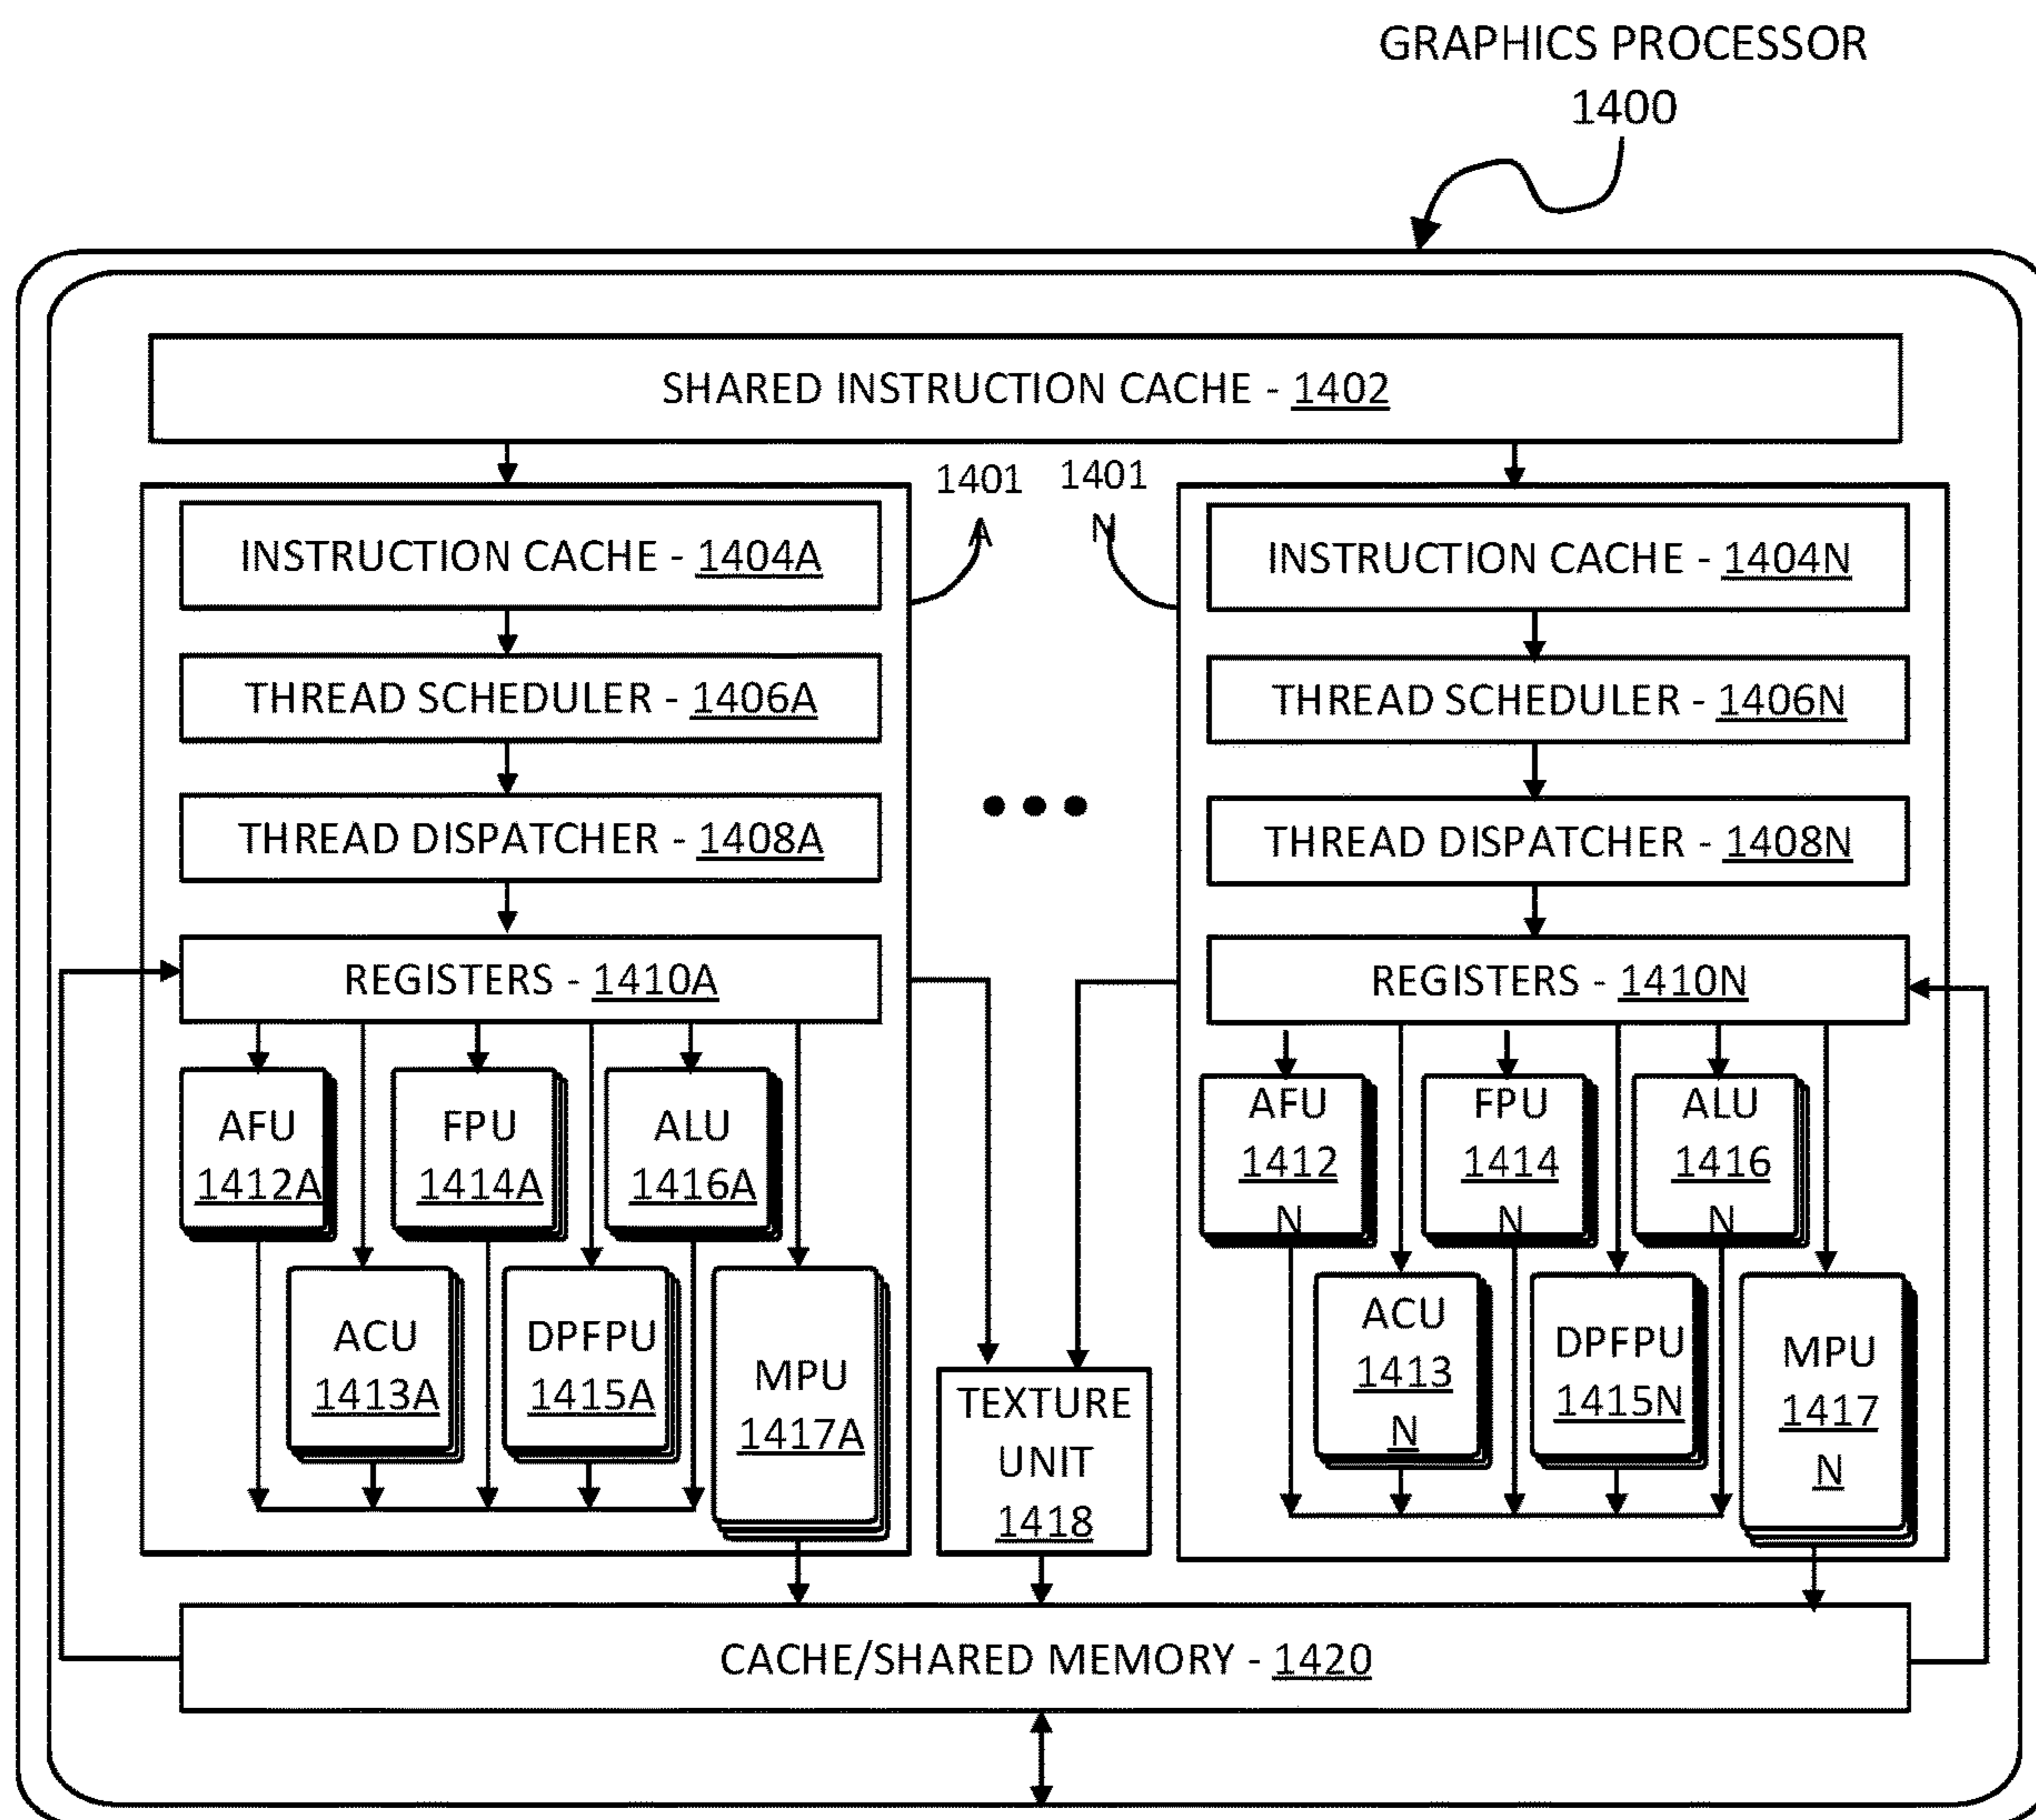 GRAPHICS PROCESSOR
1400
SHARED INSTRUCTION CACHE - 1402
1401
A
1401
N
INSTRUCTION CACHE - 1404A
THREAD SCHEDULER - 1406A
THREAD DISPATCHER - 1408A
REGISTERS - 1410A
AFU
1412A
FPU
1414A
ALU
1416A
ACU
1413A
DPFPU
1415A
MPU
1417A
TEXTURE
UNIT
1418
INSTRUCTION CACHE - 1404N
THREAD SCHEDULER - 1406N
THREAD DISPATCHER - 1408N
REGISTERS - 1410N
AFU
1412
N
FPU
1414
N
ALU
1416
N
ACU
1413
N
DPFPU
1415N
MPU
1417
N
CACHE/SHARED MEMORY - 1420